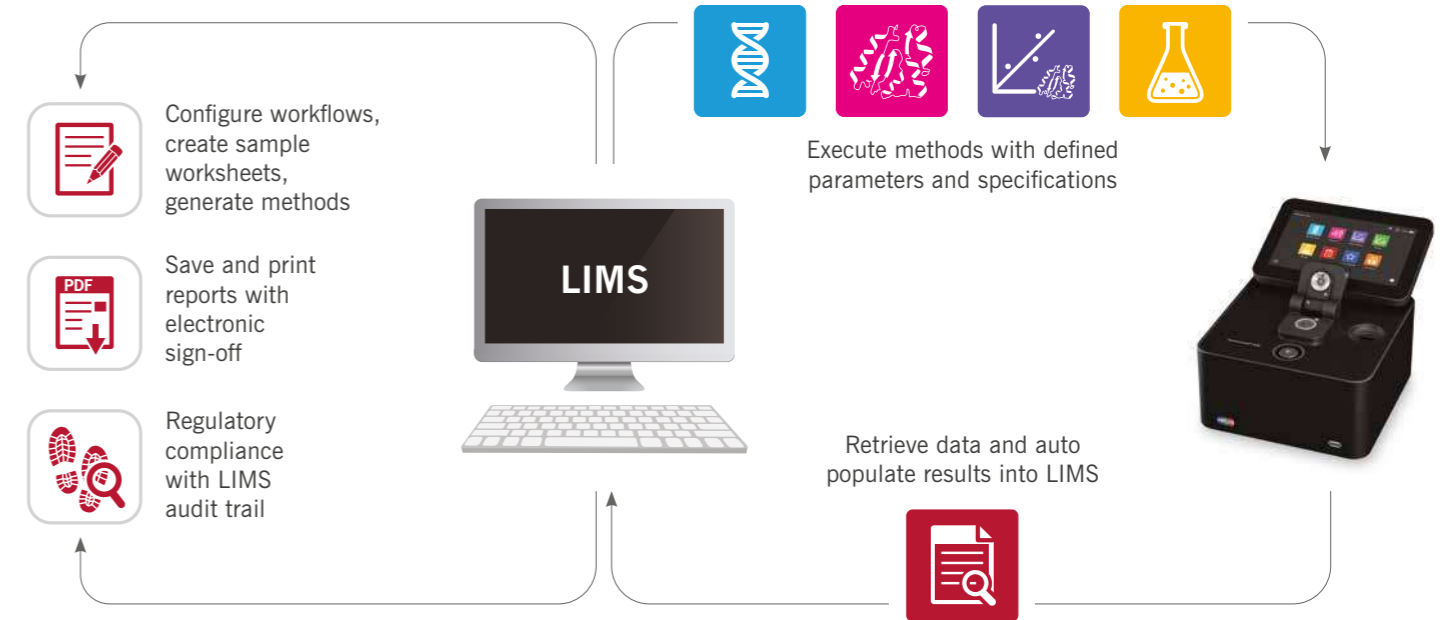 Configure workflows,
create sample
worksheets,
generate methods
PDF
Save and print
reports with
electronic
sign-off
Regulatory
compliance
with LIMS
audit trail
LIMS
Execute methods with defined
parameters and specifications
Retrieve data and auto
populate results into LIMS